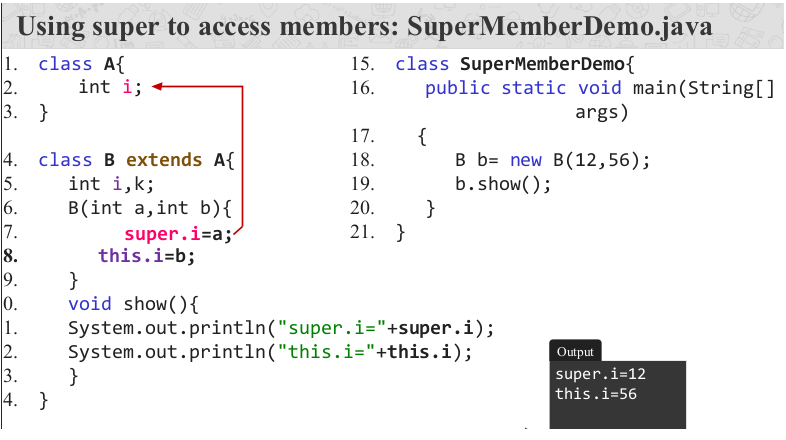 Using super to access members: SuperMemberDemo.java
1. class A{
2. int i;
3. }
4. class B extends A{
5. int i,k;
6. B(int a,int b){
7. super.i=a;
8. this.i=b;
9. }
0. void show(){
1. System.out.println("super.i="+super.i);
2. System.out.println("this.i="+this.i);
3. }
4. }
15. class SuperMemberDemo{
16. public static void main(String[]
args)
17. {
18. B b= new B(12,56);
19. b.show();
20. }
21. }
Output
super.i=12
this.i=56